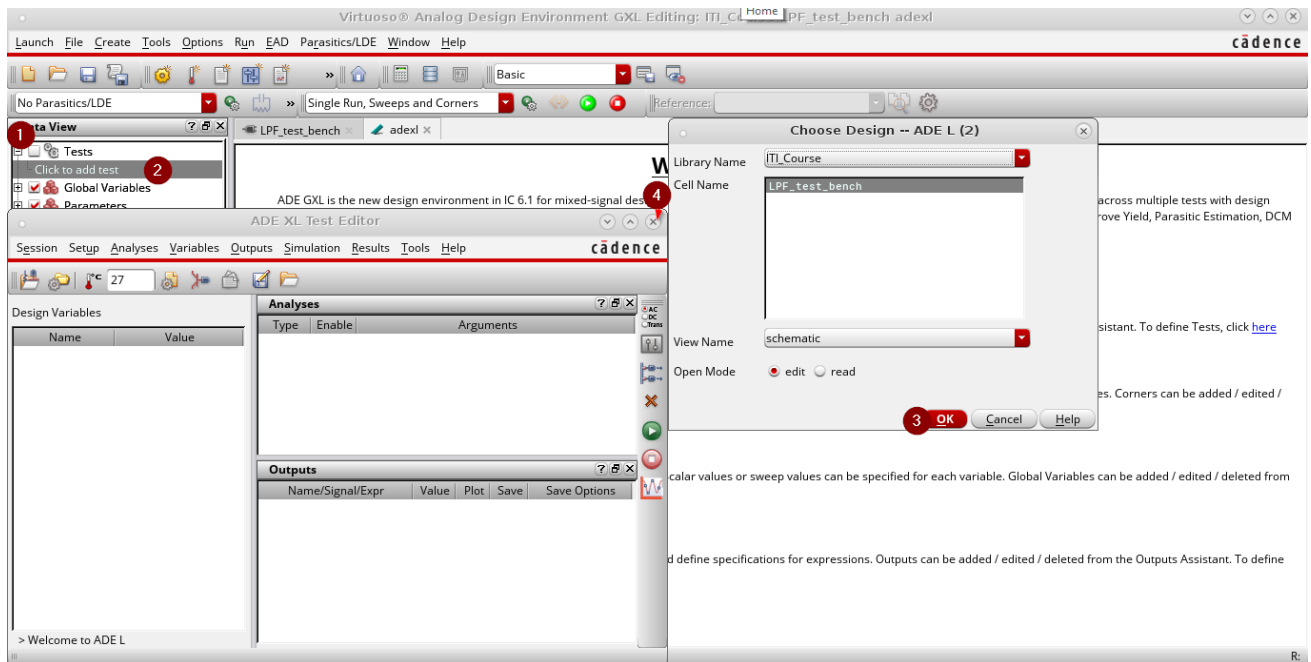 Virtuoso® Analog Design Environment GXL Editing: ITI_C
Home
PF_test_bench adexl
Launch File Create Tools Options Run EAD Parasitics/LDE Window Help
cādence
» Basic
No Parasitics/LDE » Single Run, Sweeps and Corners Reference:
1
ta View
LPF_test_bench adexl
Tests
Click to add test 2
Global Variables
Parameters
W
ADE GXL is the new design environment in IC 6.1 for mixed-signal des
across multiple tests with design
rove Yield, Parasitic Estimation, DCM
sistant. To define Tests, click here
es. Corners can be added / edited /
calar values or sweep values can be specified for each variable. Global Variables can be added / edited / deleted from
d define specifications for expressions. Outputs can be added / edited / deleted from the Outputs Assistant. To define
4
ADE XL Test Editor
Session Setup Analyses Variables Outputs Simulation Results Tools Help
cādence
27
Design Variables
Name Value
Analyses
Type Enable Arguments
AC
DC
Trans
Outputs
Name/Signal/Expr Value Plot Save Save Options
> Welcome to ADE L
Choose Design -- ADE L (2)
Library Name ITI_Course
Cell Name LPF_test_bench
View Name schematic
Open Mode edit read
3 OK Cancel Help
R: